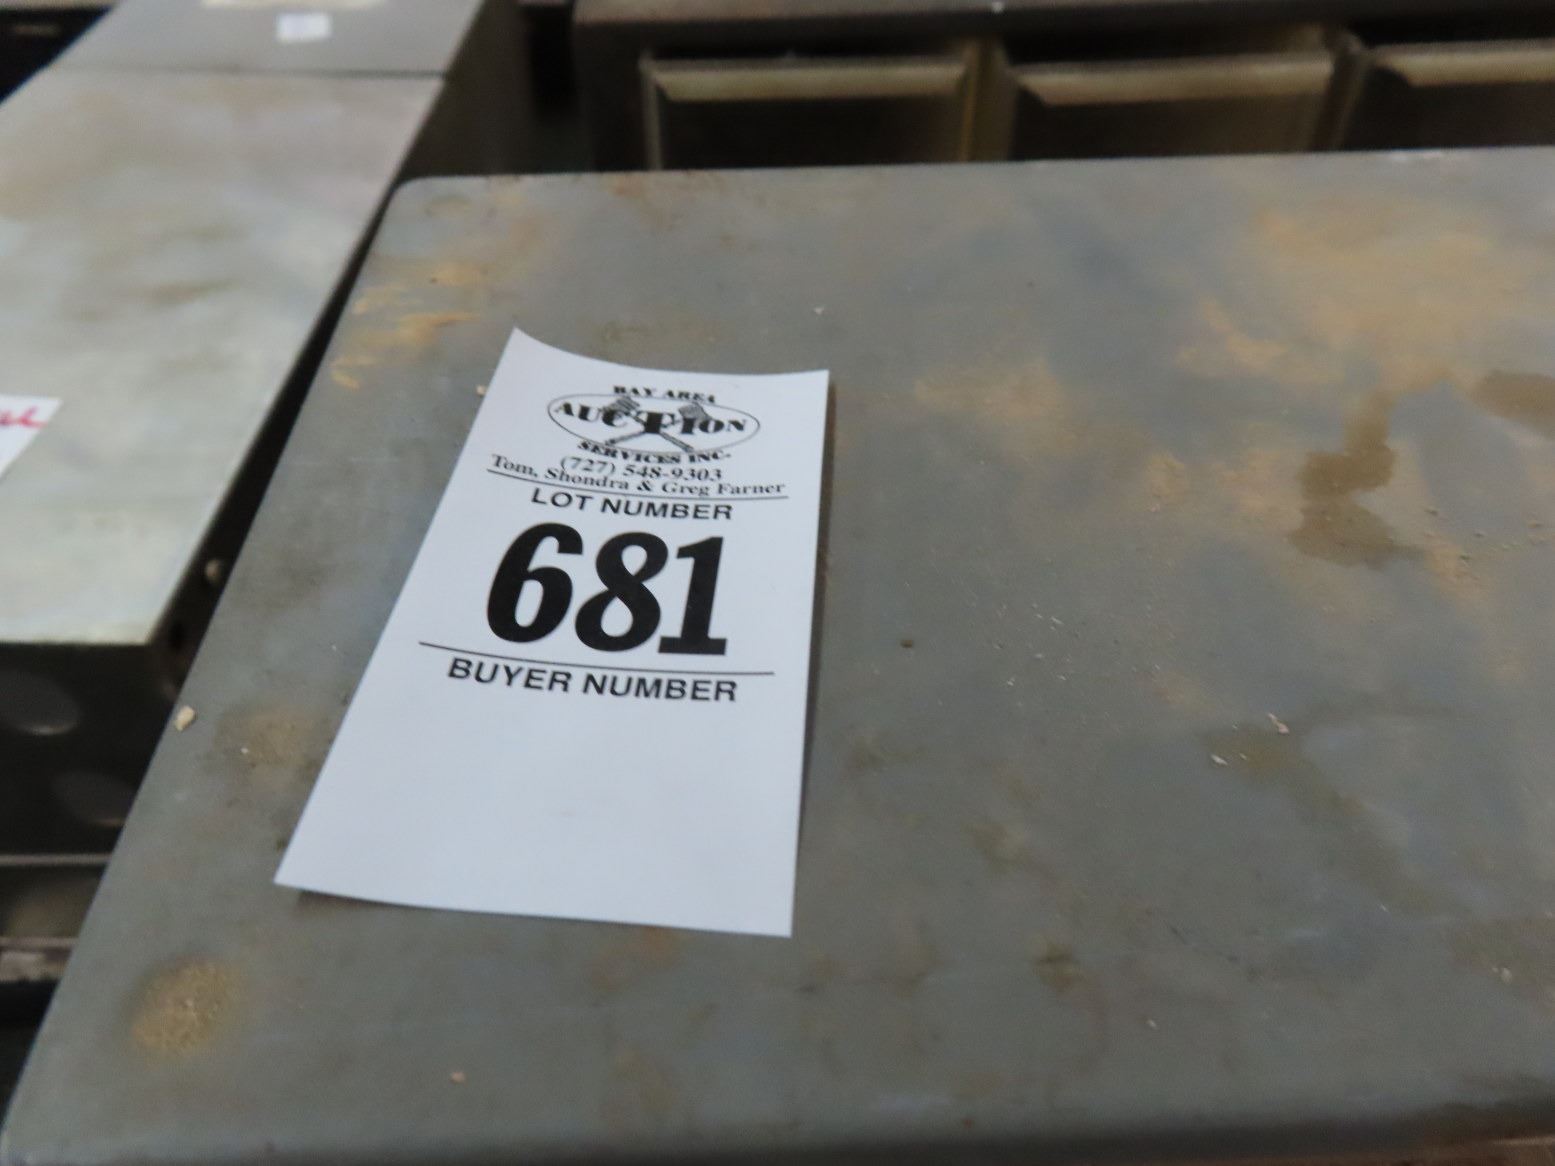 BAY AREA
AUCTION
SERVICES INC.
(727) 548-9303
Tom, Shondra & Greg Farner
LOT NUMBER
681
BUYER NUMBER